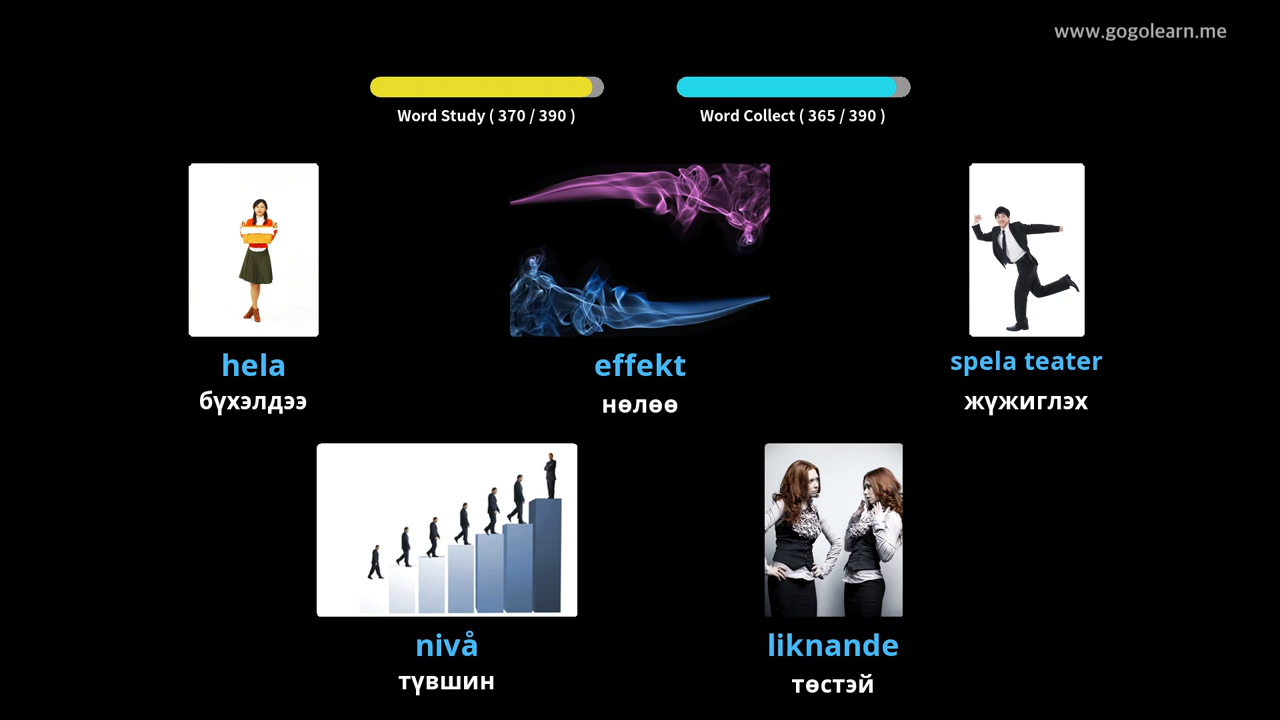 www.gogolearn.me
Word Study ( 370 / 390 )
Word Collect ( 365 / 390 )
hela
бүхэлдээ
effekt
нөлөө
spela teater
жүжиглэх
nivå
түвшин
liknande
төстэй